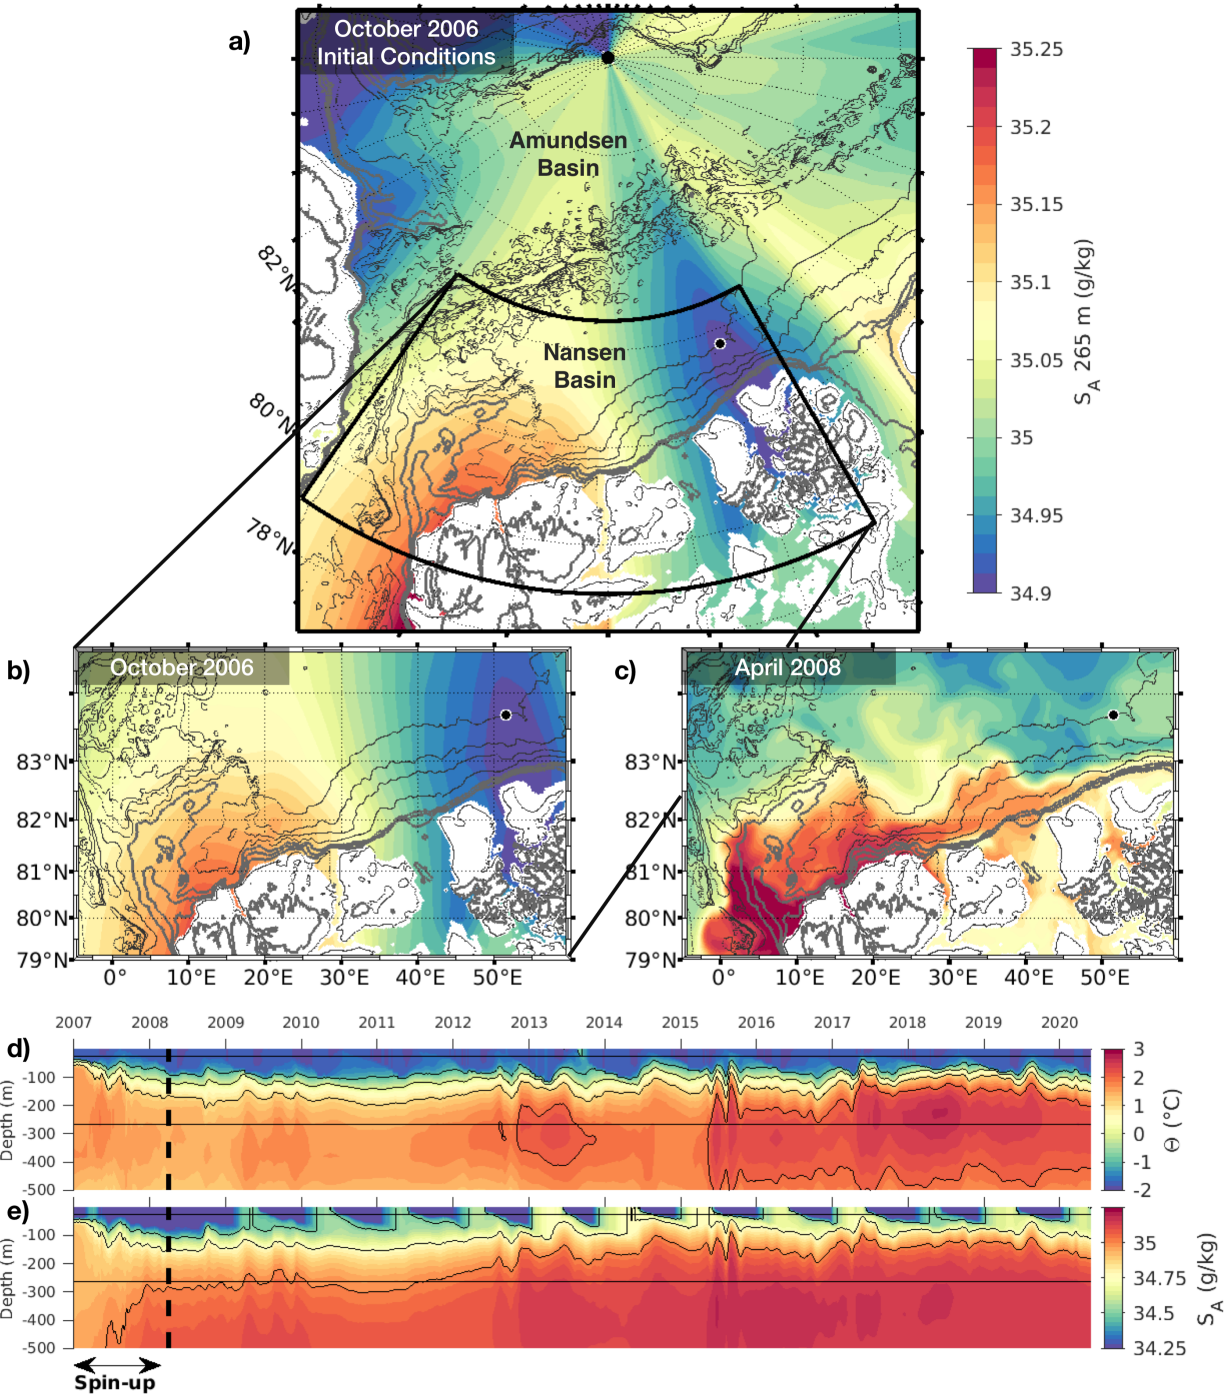 a)
October 2006
Initial Conditions
Amundsen
Basin
Nansen
Basin
82°N
80°N
78°N
35.25
35.2
35.15
35.1
35.05
35
34.95
34.9
S_A 265 m (g/kg)
b)
October 2006
83°N
82°N
81°N
80°N
79°N
0°
10°E
20°E
30°E
40°E
50°E
c)
April 2008
83°N
82°N
81°N
80°N
79°N
0°
10°E
20°E
30°E
40°E
50°E
2007 2008 2009 2010 2011 2012 2013 2014 2015 2016 2017 2018 2019 2020
d)
Depth (m)
-100
-200
-300
-400
-500
3
2
1
0
-1
-2
Θ (°C)
e)
Depth (m)
-100
-200
-300
-400
-500
35
34.75
34.5
34.25
S_A (g/kg)
Spin-up